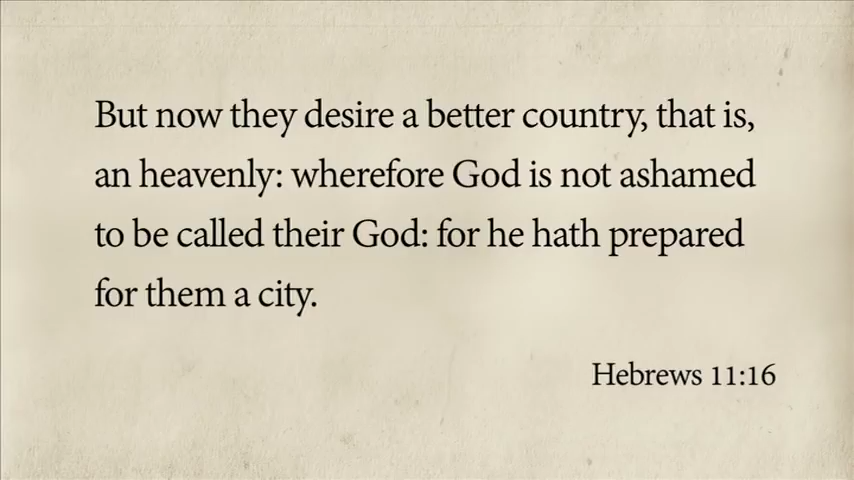 But now they desire a better country, that is,
an heavenly: wherefore God is not ashamed
to be called their God: for he hath prepared
for them a city.
Hebrews 11:16